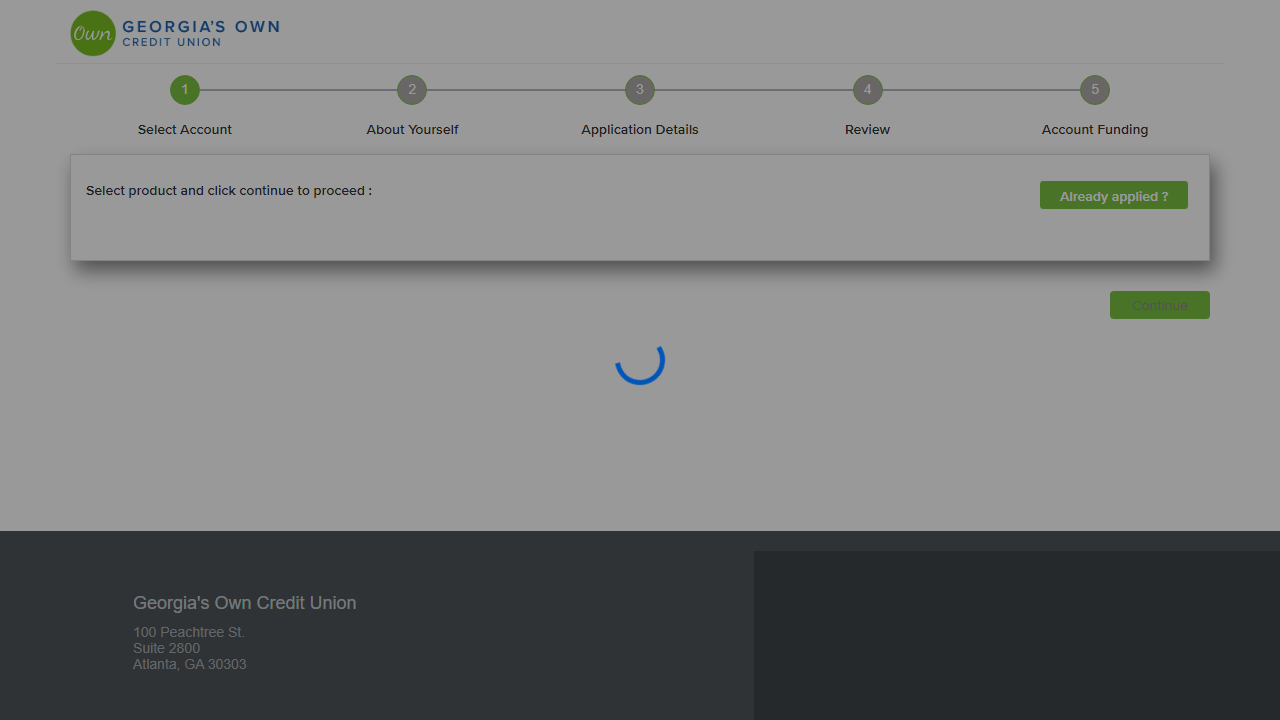 Own GEORGIA'S OWN
CREDIT UNION
1 2 3 4 5
Select Account About Yourself Application Details Review Account Funding
Select product and click continue to proceed : Already applied ?
Continue
Georgia's Own Credit Union
100 Peachtree St.
Suite 2800
Atlanta, GA 30303